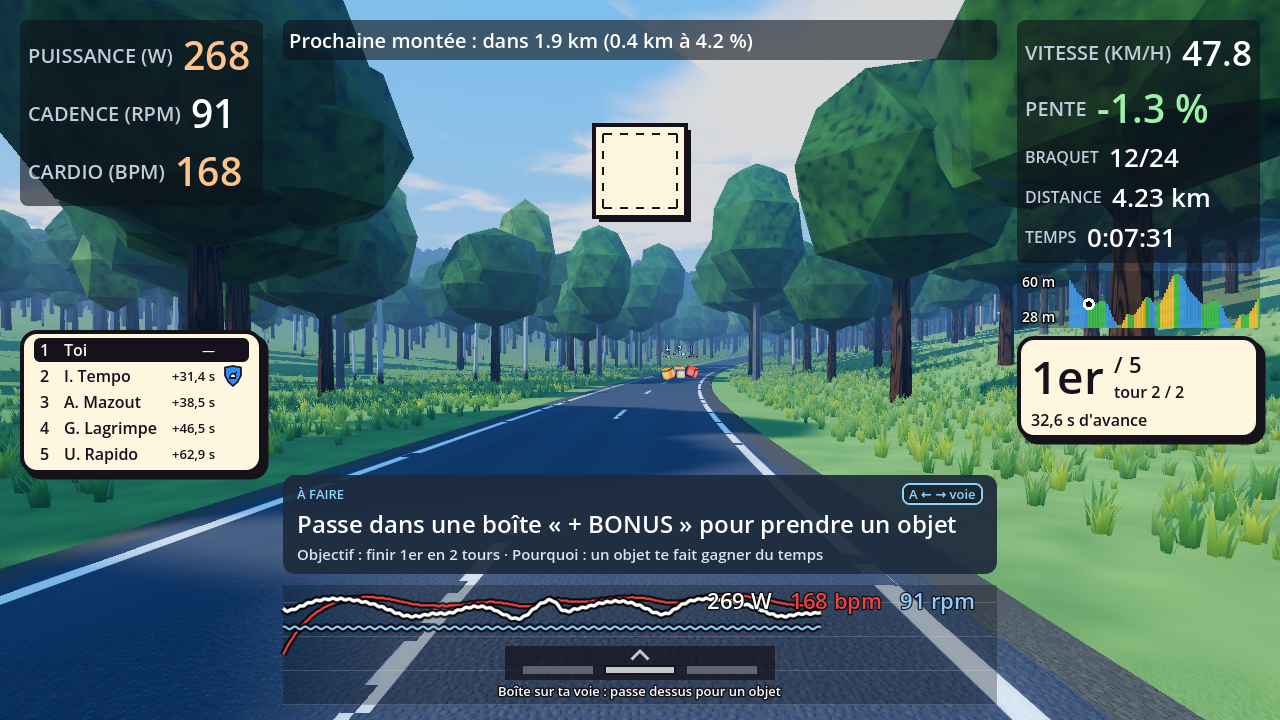 PUISSANCE (W) 268
CADENCE (RPM) 91
CARDIO (BPM) 168
Prochaine montée : dans 1.9 km (0.4 km à 4.2 %)
VITESSE (KM/H) 47.8
PENTE -1.3 %
BRAQUET 12/24
DISTANCE 4.23 km
TEMPS 0:07:31
60 m
28 m
1 Toi —
2 I. Tempo +31,4 s
3 A. Mazout +38,5 s
4 G. Lagrimpe +46,5 s
5 U. Rapido +62,9 s
1er / 5
tour 2 / 2
32,6 s d'avance
À FAIRE
A ← → voie
Passe dans une boîte « + BONUS » pour prendre un objet
Objectif : finir 1er en 2 tours · Pourquoi : un objet te fait gagner du temps
269 W 168 bpm 91 rpm
Boîte sur ta voie : passe dessus pour un objet